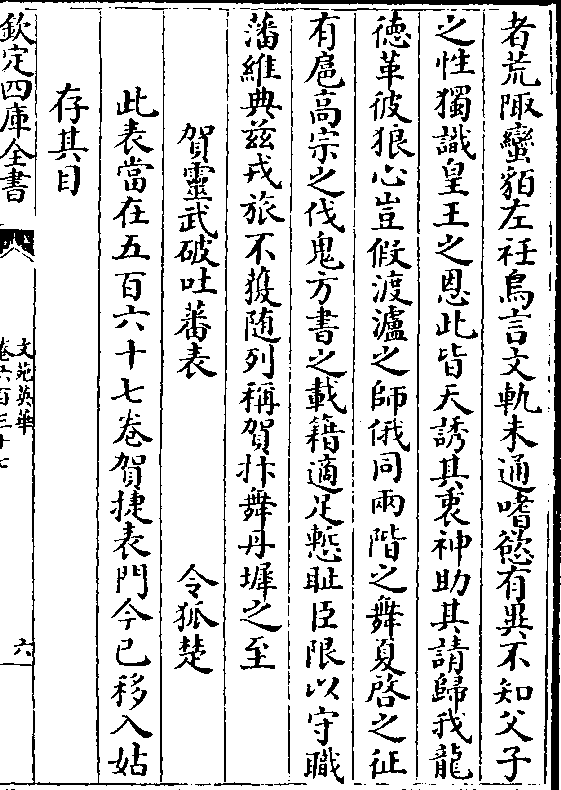 者荒陬蠻貊左衽鳥言文軌未通嗜慾有異不知父子
之性獨識皇王之恩此皆天誘其衷神助其請歸我龍
徳革彼狼心豈假渡瀘之師俄同兩階之舞夏啓之征
有扈髙宗之伐鬼方書之載籍適足慙耻臣限以守職
藩維典兹戎旅不獲随列稱賀抃舞丹墀之至
賀靈武破吐蕃表 令狐楚
此表當在五百六十七卷賀捷表門今已移入姑
存其目
欽定四庫全書
文苑英華
卷六百三十七
六